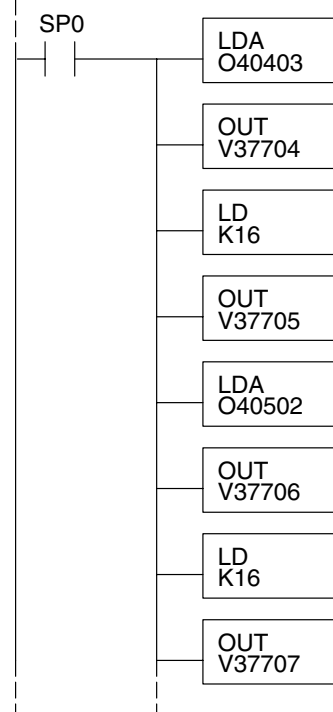 SP0
LDA
O40403
OUT
V37704
LD
K16
OUT
V37705
LDA
O40502
OUT
V37706
LD
K16
OUT
V37707